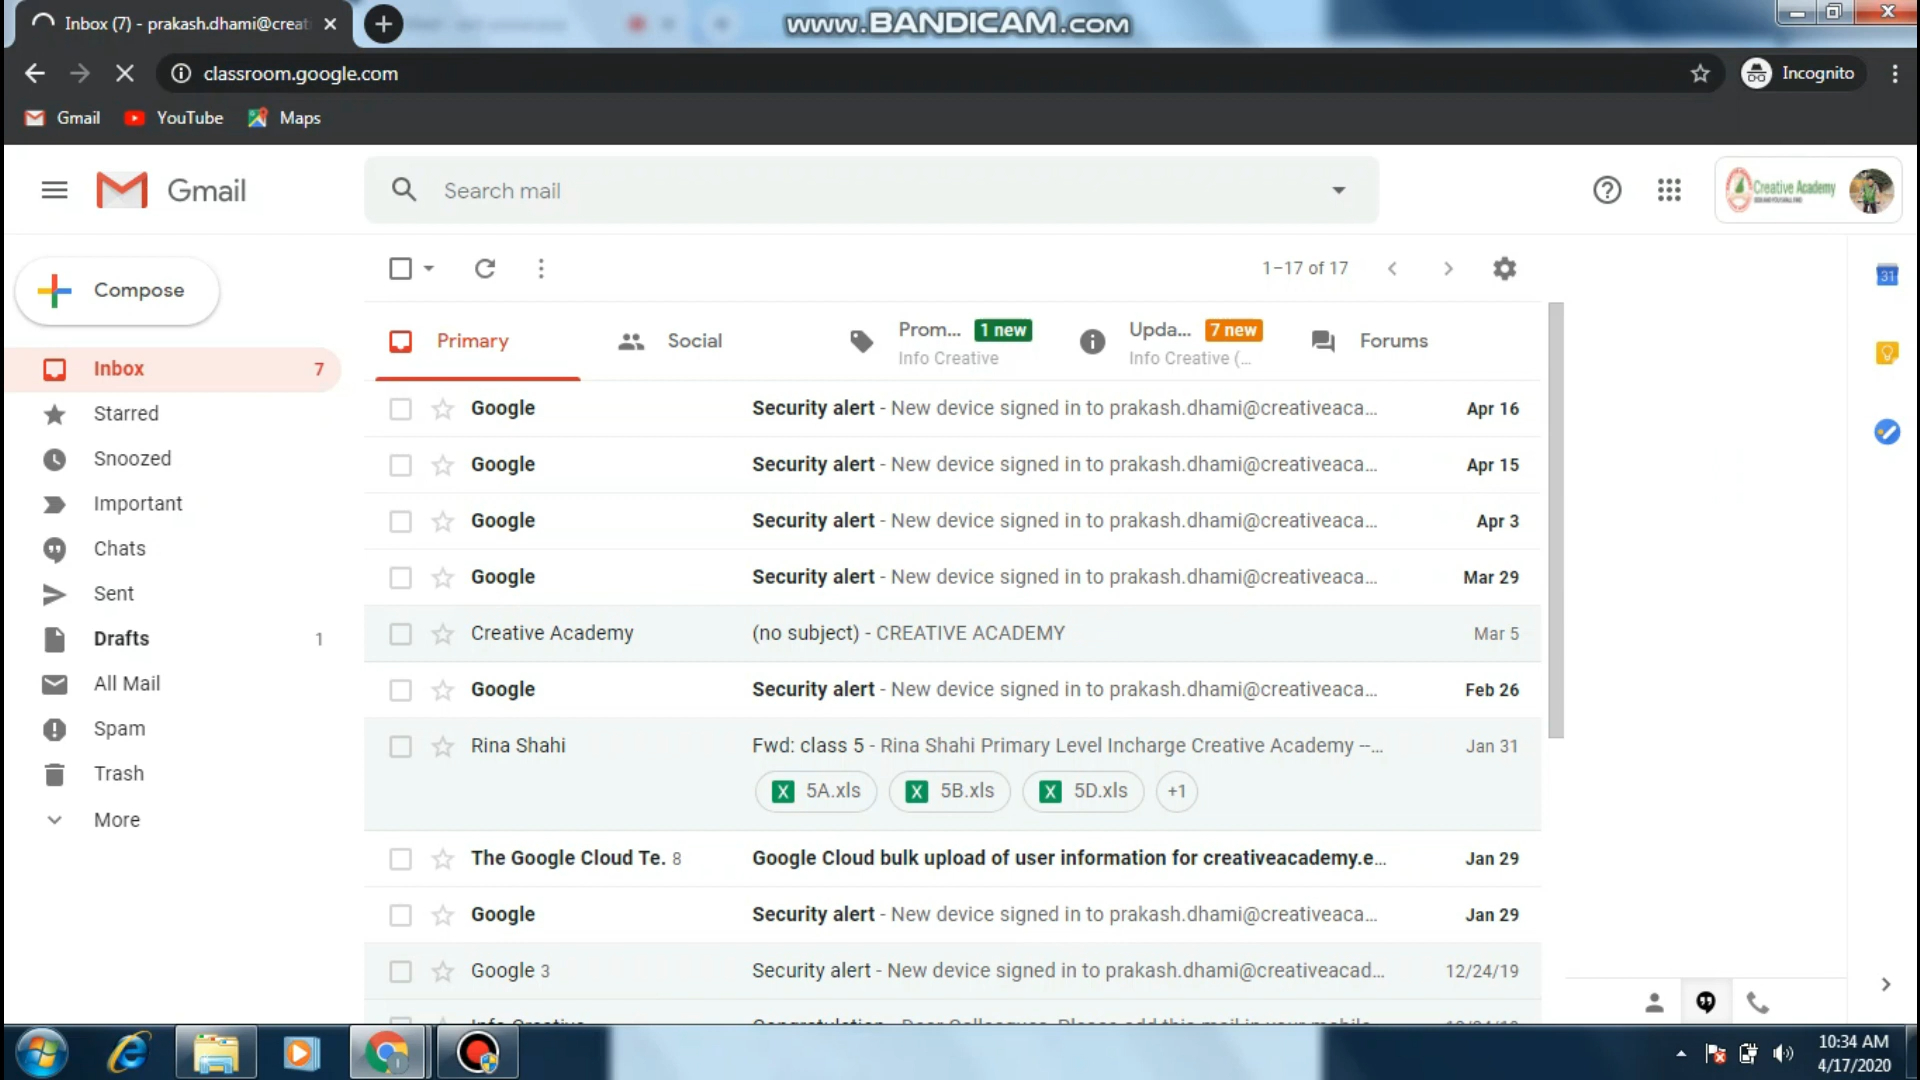 Inbox (7) - prakash.dhami@creat
www.BANDICAM.com
classroom.google.com
Incognito
Gmail
YouTube
Maps
Gmail
Search mail
Creative Academy
Compose
1–17 of 17
31
Primary
Social
Prom... 1 new
Info Creative
Upda... 7 new
Info Creative (...
Forums
Inbox 7
Starred
Snoozed
Important
Chats
Sent
Drafts 1
All Mail
Spam
Trash
More
Google Security alert - New device signed in to prakash.dhami@creativeaca... Apr 16
Google Security alert - New device signed in to prakash.dhami@creativeaca... Apr 15
Google Security alert - New device signed in to prakash.dhami@creativeaca... Apr 3
Google Security alert - New device signed in to prakash.dhami@creativeaca... Mar 29
Creative Academy (no subject) - CREATIVE ACADEMY Mar 5
Google Security alert - New device signed in to prakash.dhami@creativeaca... Feb 26
Rina Shahi Fwd: class 5 - Rina Shahi Primary Level Incharge Creative Academy --... Jan 31
5A.xls 5B.xls 5D.xls +1
The Google Cloud Te. 8 Google Cloud bulk upload of user information for creativeacademy.e... Jan 29
Google Security alert - New device signed in to prakash.dhami@creativeaca... Jan 29
Google 3 Security alert - New device signed in to prakash.dhami@creativeacad... 12/24/19
10:34 AM
4/17/2020